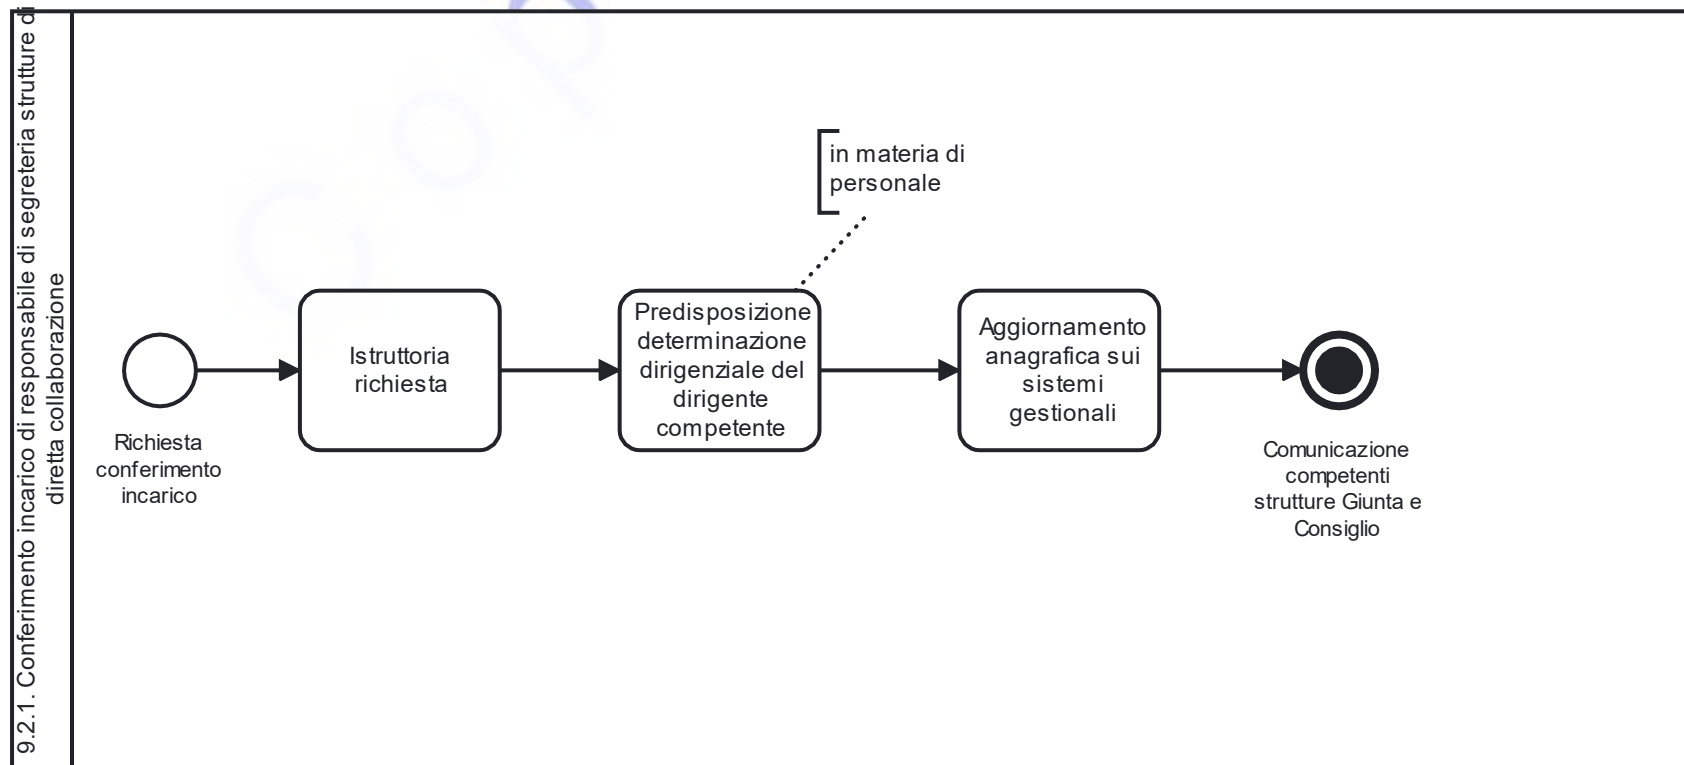 9.2.1. Conferimento incarico di responsabile di segreteria strutture di
diretta collaborazione
in materia di
personale
Richiesta
conferimento
incarico
Istruttoria
richiesta
Predisposizione
determinazione
dirigenziale del
dirigente
competente
Aggiornamento
anagrafica sui
sistemi
gestionali
Comunicazione
competenti
strutture Giunta e
Consiglio
Cop